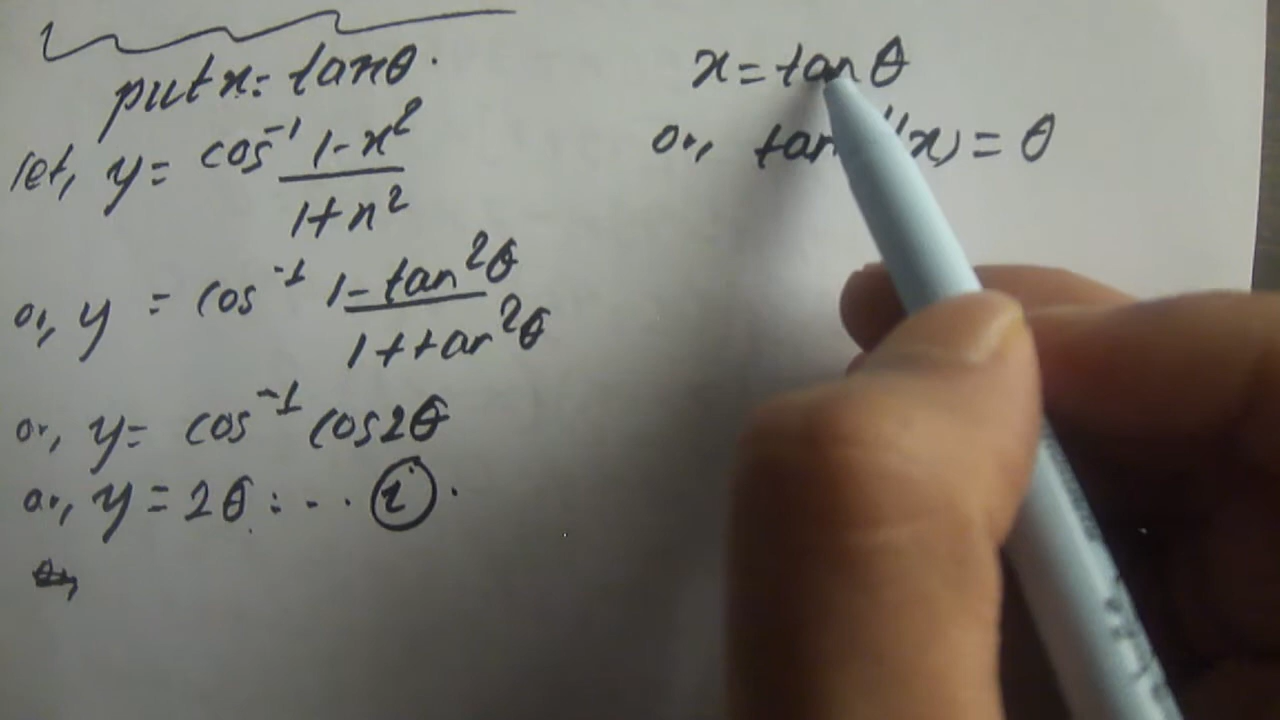 put x = tanθ.
let, y = cos⁻¹ (1-x²)/(1+x²)
or, y = cos⁻¹ (1-tan²θ)/(1+tan²θ)
or, y = cos⁻¹ cos2θ
or, y = 2θ : ... (i).
x = tanθ
or, tan⁻¹(x) = θ